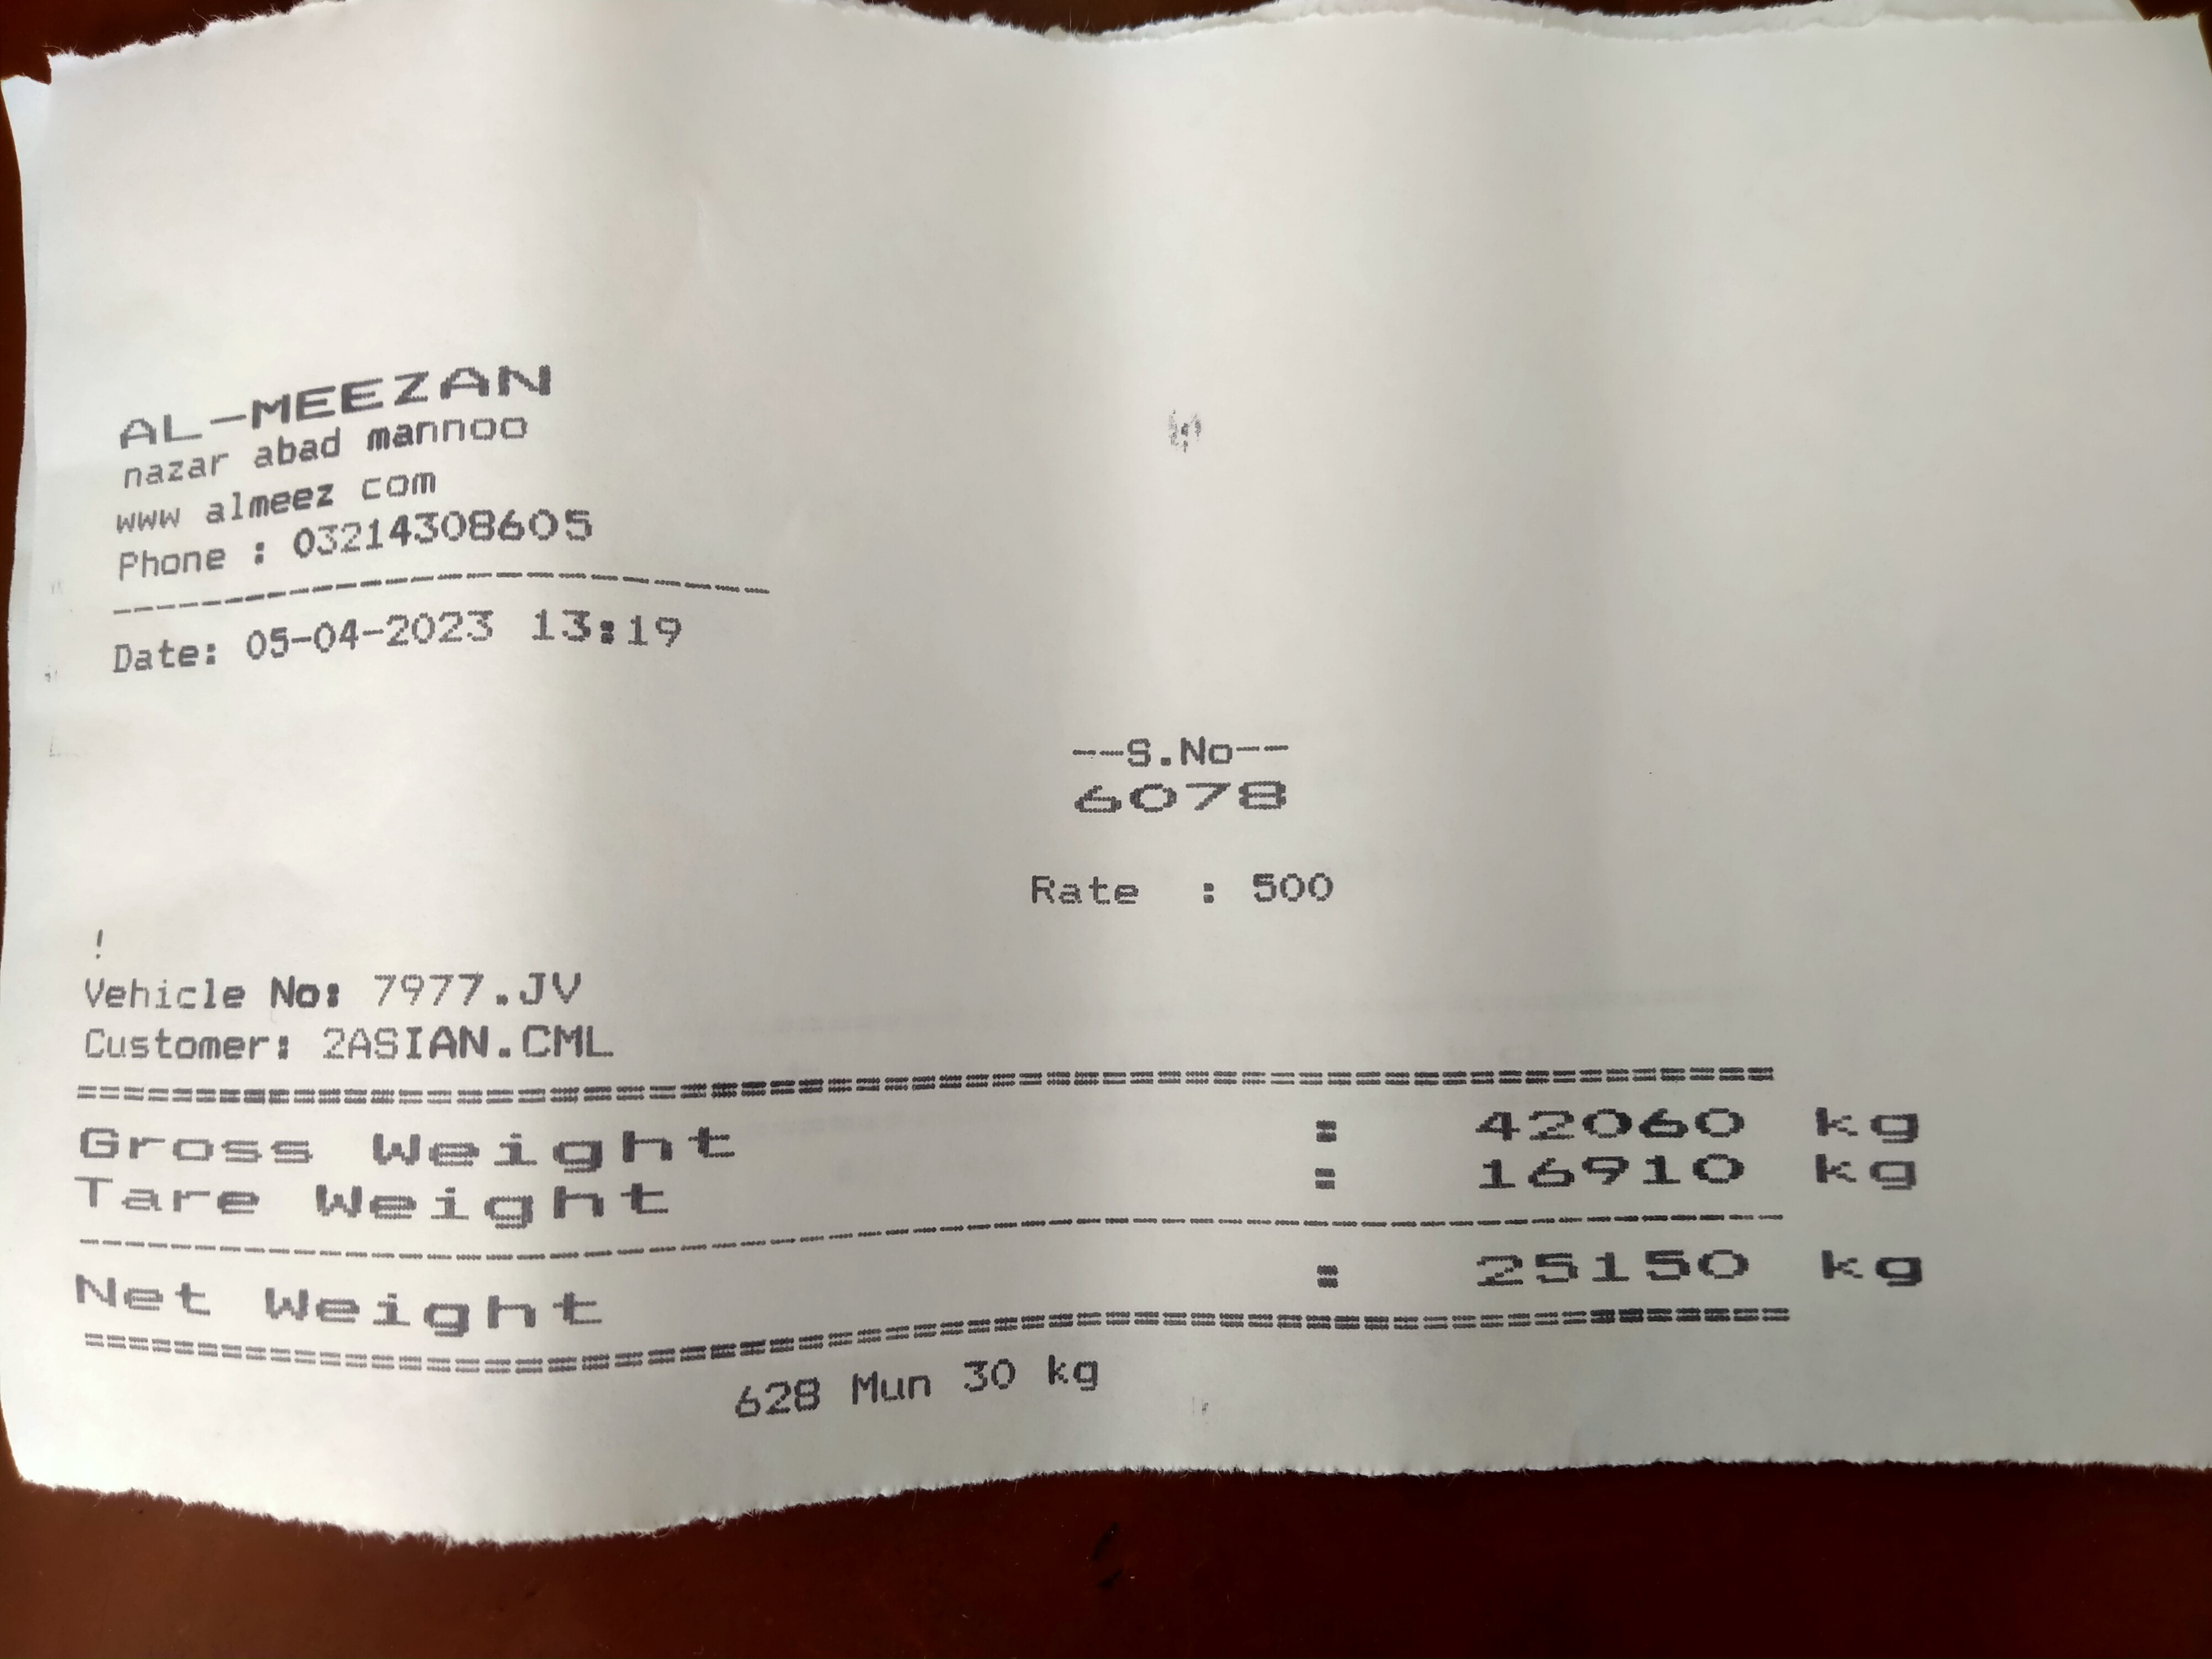 AL-MEEZAN
nazar abad mannoo
www almeez com
Phone : 03214308605
--------------------------------
Date: 05-04-2023 13:19
--S.No--
6078
Rate : 500
!
Vehicle No: 7977.JV
Customer: 2ASIAN.CML
============================================================
Gross Weight : 42060 kg
Tare Weight : 16910 kg
------------------------------------------------------------
Net Weight : 25150 kg
============================================================
628 Mun 30 kg